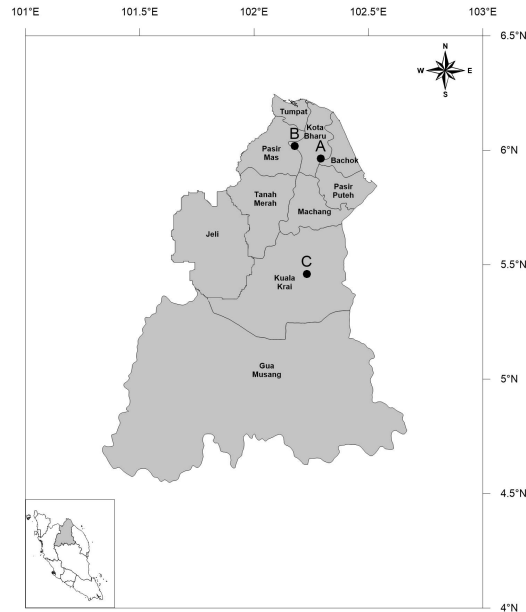 101°E 101.5°E 102°E 102.5°E 103°E
6.5°N
N
W E
S
Tumpat
Kota
Bharu
B
A
6°N
Pasir
Mas
Bachok
Pasir
Puteh
Tanah
Merah
Machang
Jeli
5.5°N
C
Kuala
Krai
5°N
Gua
Musang
4.5°N
4°N